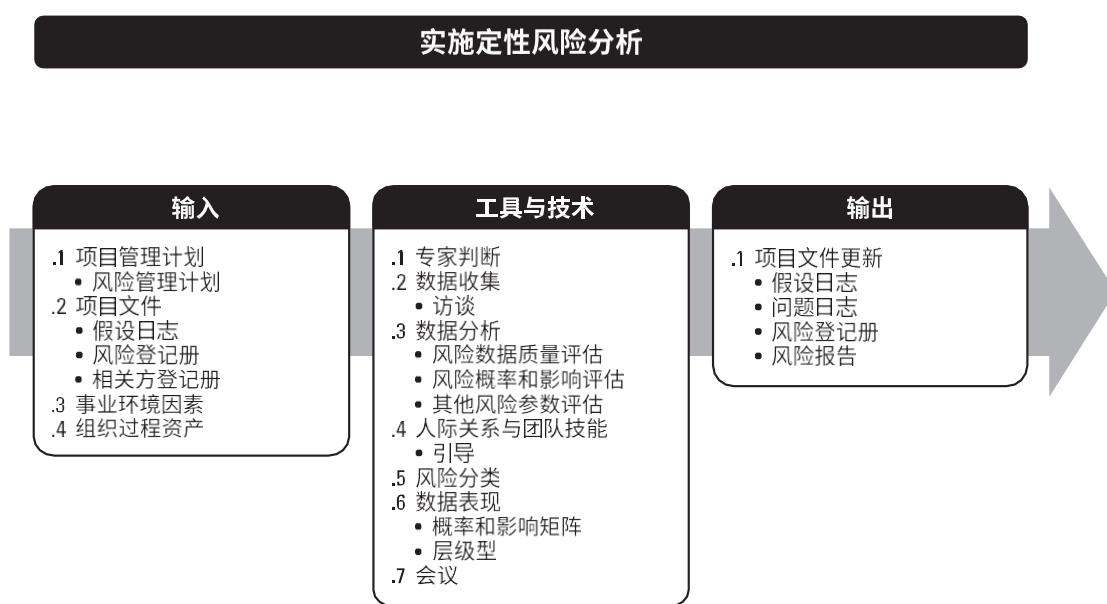 实施定性风险分析
输入
.1 项目管理计划
• 风险管理计划
.2 项目文件
• 假设日志
• 风险登记册
• 相关方登记册
.3 事业环境因素
.4 组织过程资产
工具与技术
.1 专家判断
.2 数据收集
• 访谈
.3 数据分析
• 风险数据质量评估
• 风险概率和影响评估
• 其他风险参数评估
.4 人际关系与团队技能
• 引导
.5 风险分类
.6 数据表现
• 概率和影响矩阵
• 层级型
.7 会议
输出
.1 项目文件更新
• 假设日志
• 问题日志
• 风险登记册
• 风险报告